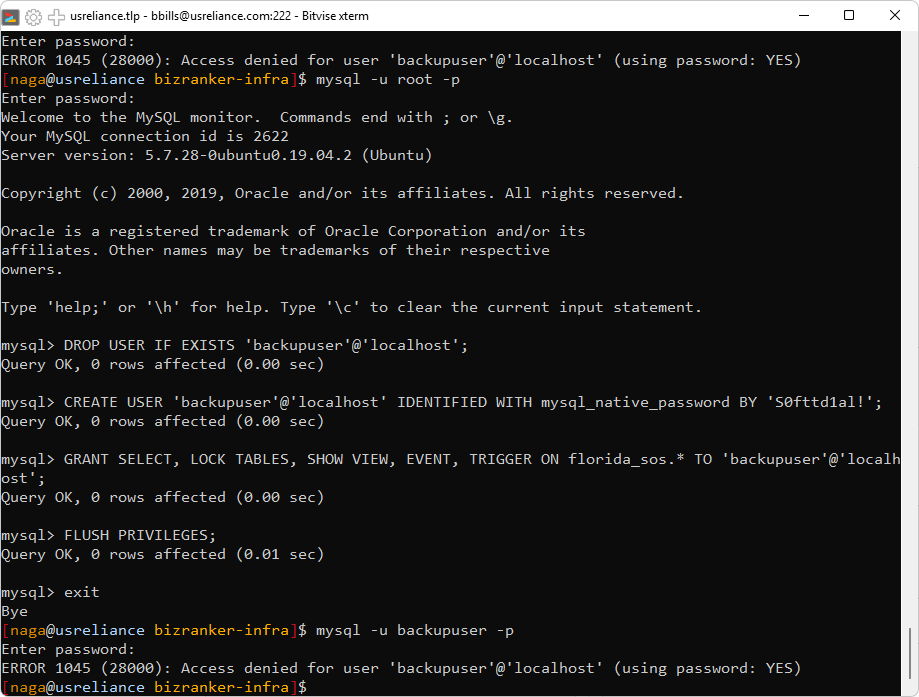 usreliance.tlp - bbills@usreliance.com:222 - Bitvise xterm
Enter password:
ERROR 1045 (28000): Access denied for user 'backupuser'@'localhost' (using password: YES)
[naga@usreliance bizranker-infra]$ mysql -u root -p
Enter password:
Welcome to the MySQL monitor.  Commands end with ; or \g.
Your MySQL connection id is 2622
Server version: 5.7.28-0ubuntu0.19.04.2 (Ubuntu)
Copyright (c) 2000, 2019, Oracle and/or its affiliates. All rights reserved.
Oracle is a registered trademark of Oracle Corporation and/or its
affiliates. Other names may be trademarks of their respective
owners.
Type 'help;' or '\h' for help. Type '\c' to clear the current input statement.
mysql> DROP USER IF EXISTS 'backupuser'@'localhost';
Query OK, 0 rows affected (0.00 sec)
mysql> CREATE USER 'backupuser'@'localhost' IDENTIFIED WITH mysql_native_password BY 'S0fttd1al!';
Query OK, 0 rows affected (0.00 sec)
mysql> GRANT SELECT, LOCK TABLES, SHOW VIEW, EVENT, TRIGGER ON florida_sos.* TO 'backupuser'@'localh
ost';
Query OK, 0 rows affected (0.00 sec)
mysql> FLUSH PRIVILEGES;
Query OK, 0 rows affected (0.01 sec)
mysql> exit
Bye
[naga@usreliance bizranker-infra]$ mysql -u backupuser -p
Enter password:
ERROR 1045 (28000): Access denied for user 'backupuser'@'localhost' (using password: YES)
[naga@usreliance bizranker-infra]$